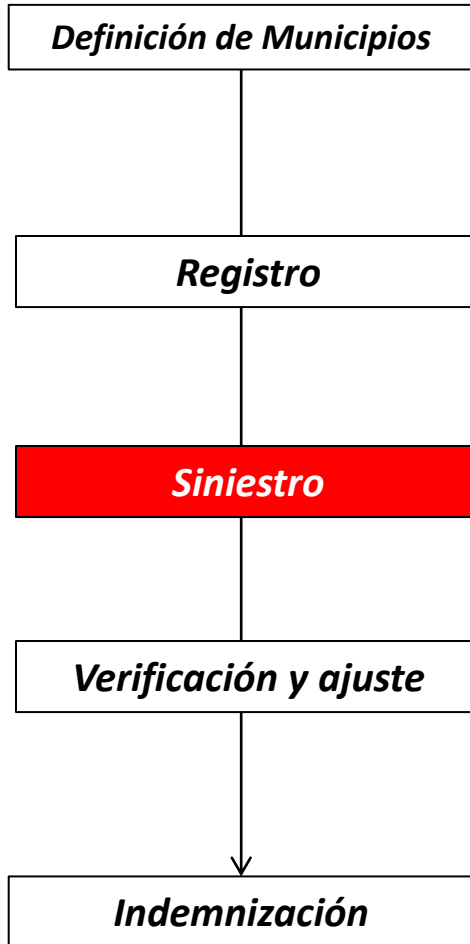 Definición de Municipios
Registro
Siniestro
Verificación y ajuste
Indemnización